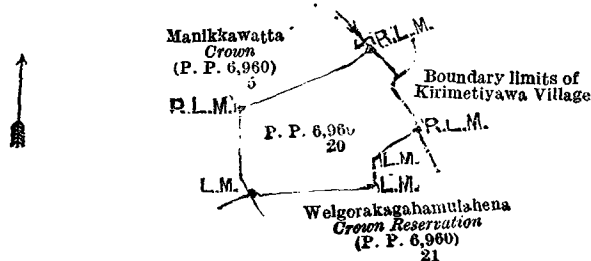 Manikkawatta
Crown
(P. P. 6,960)
5
R.L.M.
Boundary limits of
Kirimetiyawa Village
R.L.M.
P. P. 6,960
20
R.L.M.
L.M.
L.M.
L.M.
Welgorakagahamulahena
Crown Reservation
(P. P. 6,960)
21